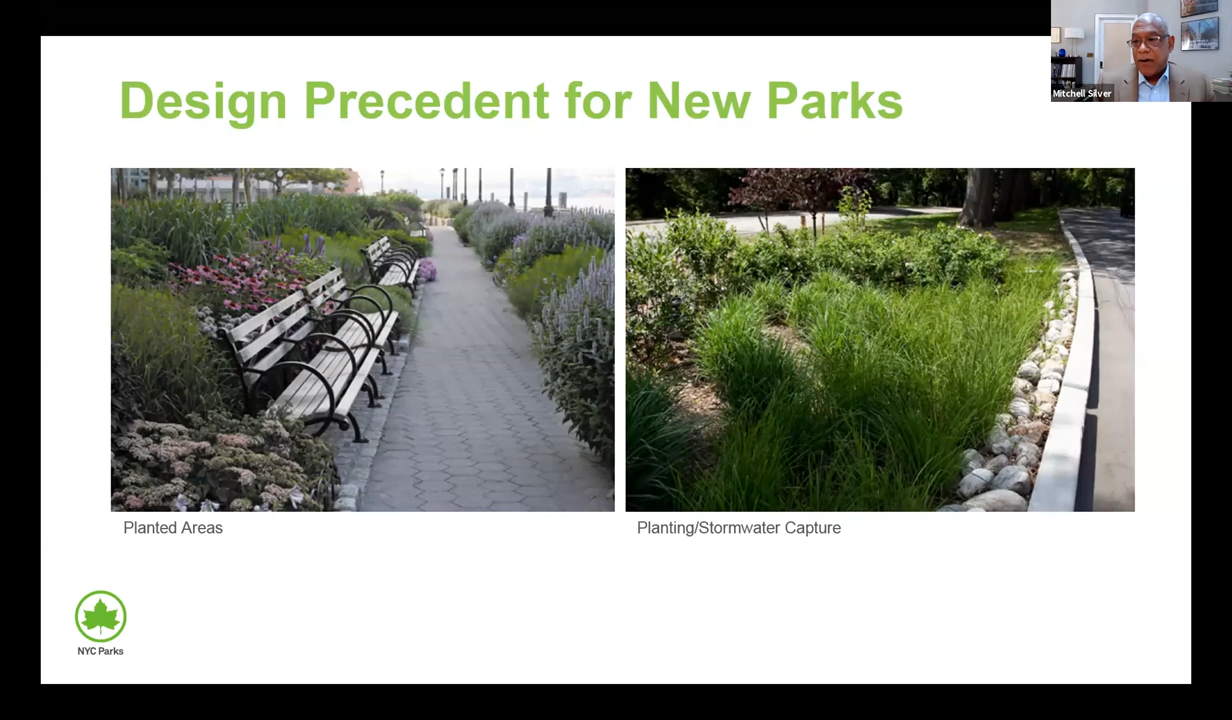 Design Precedent for New Parks
Mitchell Silver
Planted Areas
Planting/Stormwater Capture
NYC Parks